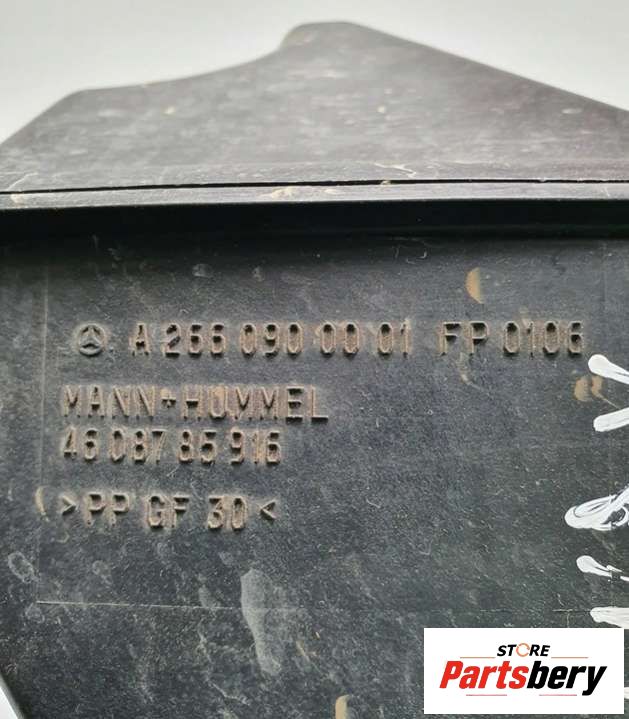 A 266 090 00 01 FP 0106
MANN+HUMMEL
46 087 85 916
>PP GF 30<
STORE
Partsbery